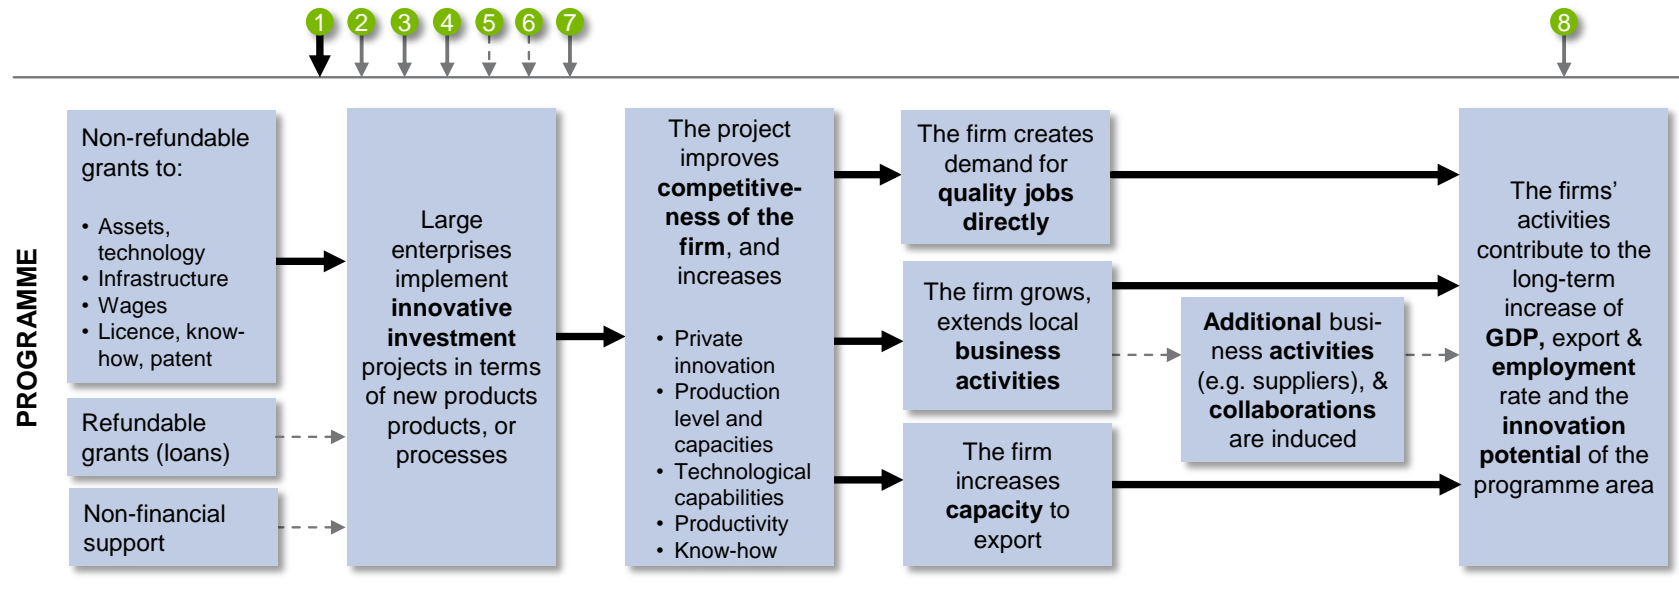 1 2 3 4 5 6 7 8
PROGRAMME
Non-refundable
grants to:
• Assets,
technology
• Infrastructure
• Wages
• Licence, know-
how, patent
Refundable
grants (loans)
Non-financial
support
Large
enterprises
implement
innovative
investment
projects in terms
of new products
products, or
processes
The project
improves
competitive-
ness of the
firm, and
increases
• Private
innovation
• Production
level and
capacities
• Technological
capabilities
• Productivity
• Know-how
The firm creates
demand for
quality jobs
directly
The firm grows,
extends local
business
activities
The firm
increases
capacity to
export
Additional busi-
ness activities
(e.g. suppliers), &
collaborations
are induced
The firms’
activities
contribute to the
long-term
increase of
GDP, export &
employment
rate and the
innovation
potential of the
programme area